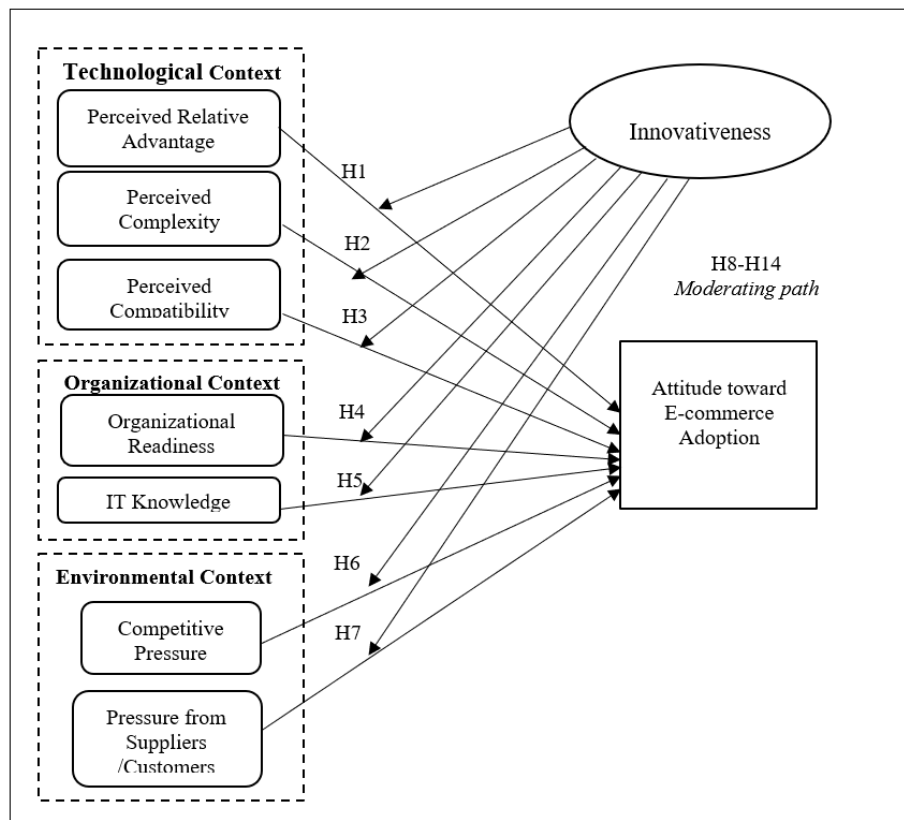 Technological Context
Perceived Relative
Advantage
Perceived
Complexity
Perceived
Compatibility
Organizational Context
Organizational
Readiness
IT Knowledge
Environmental Context
Competitive
Pressure
Pressure from
Suppliers
/Customers
H1
H2
H3
H4
H5
H6
H7
Innovativeness
H8-H14
Moderating path
Attitude toward
E-commerce
Adoption